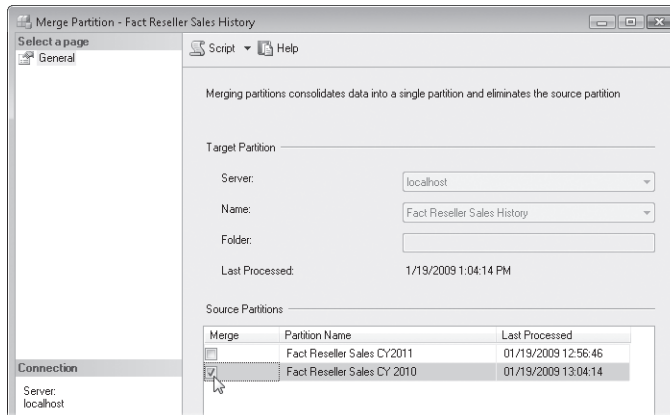 Merge Partition - Fact Reseller Sales History
Select a page
General
Script Help
Merging partitions consolidates data into a single partition and eliminates the source partition
Target Partition
Server: localhost
Name: Fact Reseller Sales History
Folder:
Last Processed: 1/19/2009 1:04:14 PM
Source Partitions
Merge Partition Name Last Processed
Fact Reseller Sales CY2011 01/19/2009 12:56:46
Fact Reseller Sales CY 2010 01/19/2009 13:04:14
Connection
Server:
localhost